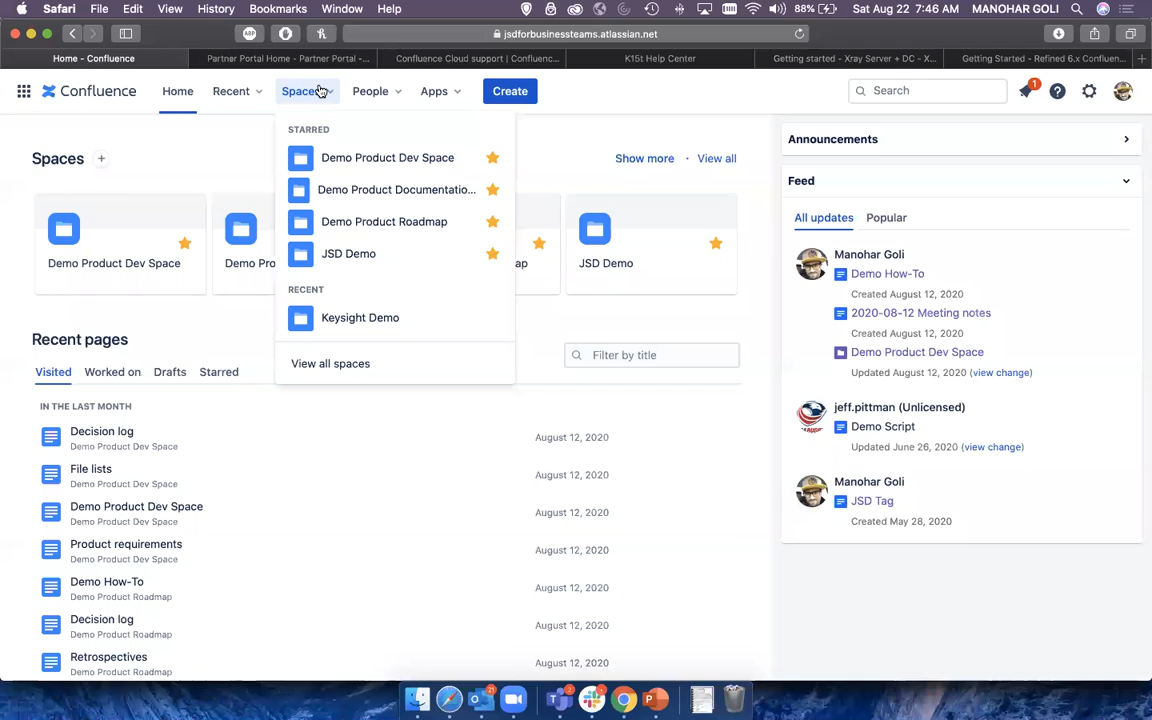 Safari File Edit View History Bookmarks Window Help 88% Sat Aug 22 7:46 AM MANOHAR GOLI
ABP jsdforbusinessteams.atlassian.net
Home - Confluence Partner Portal Home - Partner Portal -... Confluence Cloud support | Confluenc... K15t Help Center Getting started - Xray Server + DC - X... Getting Started - Refined 6.x Confluen...
Confluence Home Recent Spaces People Apps Create Search 1
Spaces + Show more • View all
Demo Product Dev Space
Demo Pro
ap
JSD Demo
STARRED
Demo Product Dev Space
Demo Product Documentatio...
Demo Product Roadmap
JSD Demo
RECENT
Keysight Demo
View all spaces
Recent pages
Filter by title
Visited Worked on Drafts Starred
IN THE LAST MONTH
Decision log August 12, 2020
Demo Product Dev Space
File lists August 12, 2020
Demo Product Dev Space
Demo Product Dev Space August 12, 2020
Demo Product Dev Space
Product requirements August 12, 2020
Demo Product Dev Space
Demo How-To August 12, 2020
Demo Product Roadmap
Decision log August 12, 2020
Demo Product Roadmap
Retrospectives August 12, 2020
Demo Product Roadmap
Announcements
Feed
All updates Popular
Manohar Goli
Demo How-To
Created August 12, 2020
2020-08-12 Meeting notes
Created August 12, 2020
Demo Product Dev Space
Updated August 12, 2020 (view change)
jeff.pittman (Unlicensed)
Demo Script
Updated June 26, 2020 (view change)
Manohar Goli
JSD Tag
Created May 28, 2020